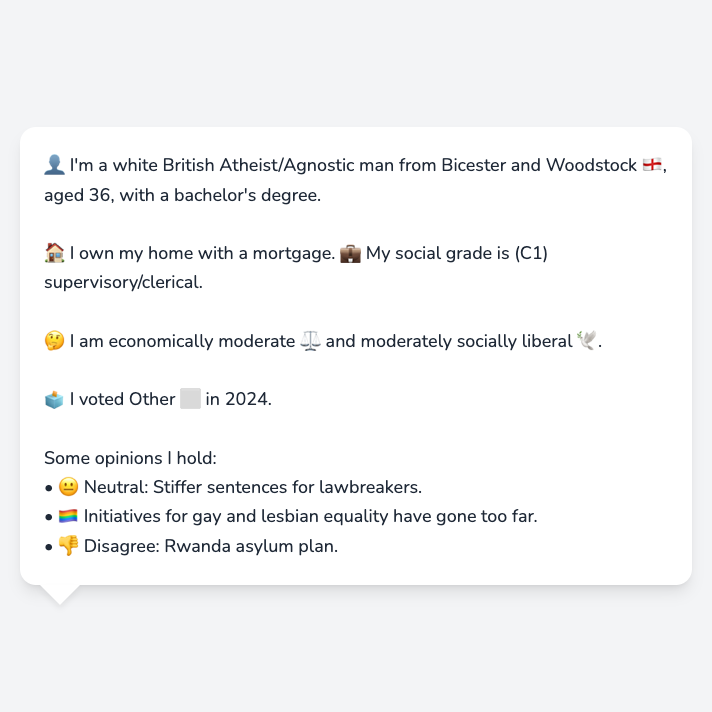 👤 I'm a white British Atheist/Agnostic man from Bicester and Woodstock 🏴󠁧󠁢󠁥󠁮󠁧󠁿,
aged 36, with a bachelor's degree.
🏠 I own my home with a mortgage. 💼 My social grade is (C1)
supervisory/clerical.
🤔 I am economically moderate ⚖️ and moderately socially liberal 🕊️.
🗳️ I voted Other ⬜ in 2024.
Some opinions I hold:
• 😐 Neutral: Stiffer sentences for lawbreakers.
• 🏳️‍🌈 Initiatives for gay and lesbian equality have gone too far.
• 👎 Disagree: Rwanda asylum plan.